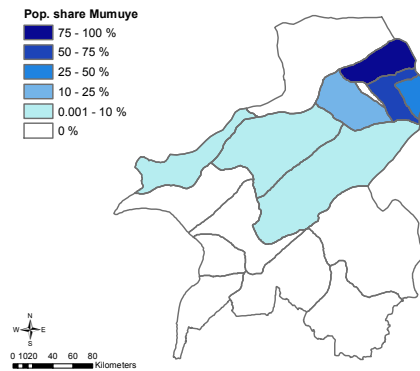 Pop. share Mumuye
75 - 100 %
50 - 75 %
25 - 50 %
10 - 25 %
0.001 - 10 %
0 %
N
W E
S
0 1020 40 60 80
Kilometers